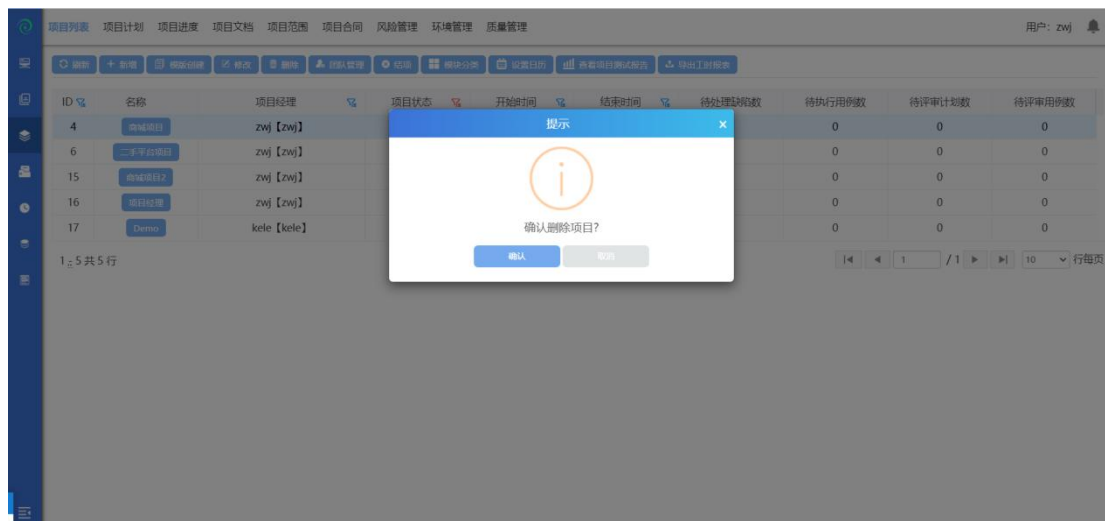 项目列表 项目计划 项目进度 项目文档 项目范围 项目合同 风险管理 环境管理 质量管理 用户: zwj
刷新 新增 模版创建 修改 删除 团队管理 结项 模块分类 设置日历 查看项目测试报告 导出工时报表
ID 名称 项目经理 项目状态 开始时间 结束时间 待处理缺陷数 待执行用例数 待评审计划数 待评审用例数
4 商城项目 zwj【zwj】 0 0 0
6 二手平台项目 zwj【zwj】 0 0 0
15 商城项目2 zwj【zwj】 0 0 0
16 项目经理 zwj【zwj】 0 0 0
17 Demo kele【kele】 0 0 0
提示 ×
确认删除项目?
确认 取消
1 - 5 共 5 行 1 / 1 10 行每页